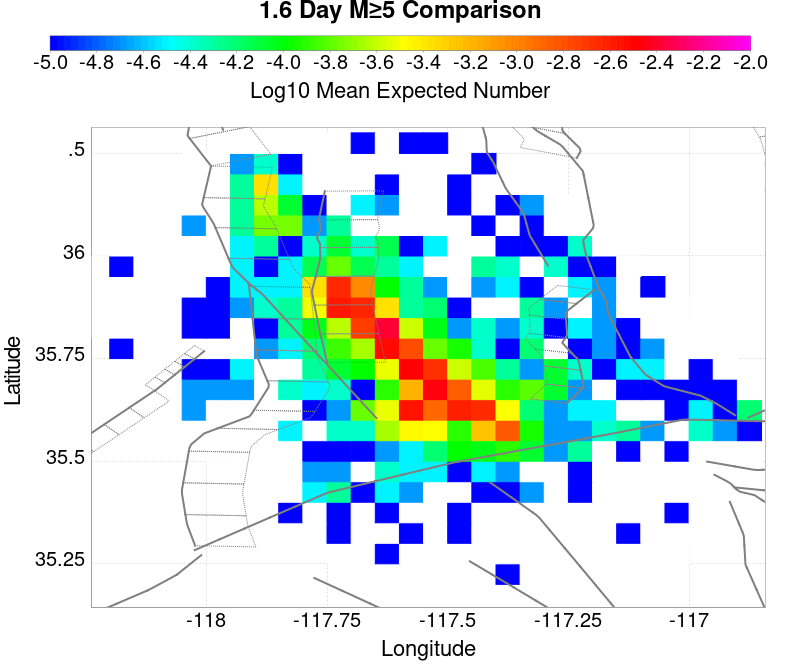 1.6 Day M≥5 Comparison
-5.0 -4.8 -4.6 -4.4 -4.2 -4.0 -3.8 -3.6 -3.4 -3.2 -3.0 -2.8 -2.6 -2.4 -2.2 -2.0
Log10 Mean Expected Number
.5
36
35.75
35.5
35.25
Latitude
-118 -117.75 -117.5 -117.25 -117
Longitude